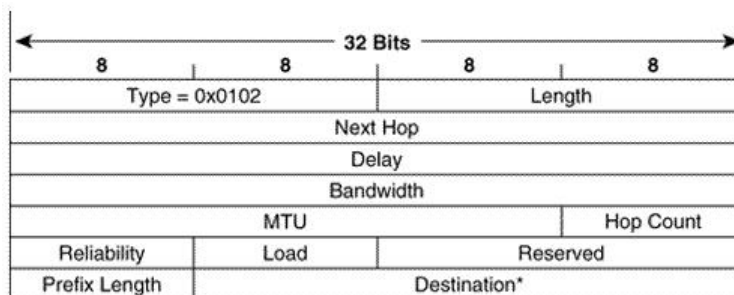 32 Bits
8 8 8 8
Type = 0x0102 Length
Next Hop
Delay
Bandwidth
MTU Hop Count
Reliability Load Reserved
Prefix Length Destination*